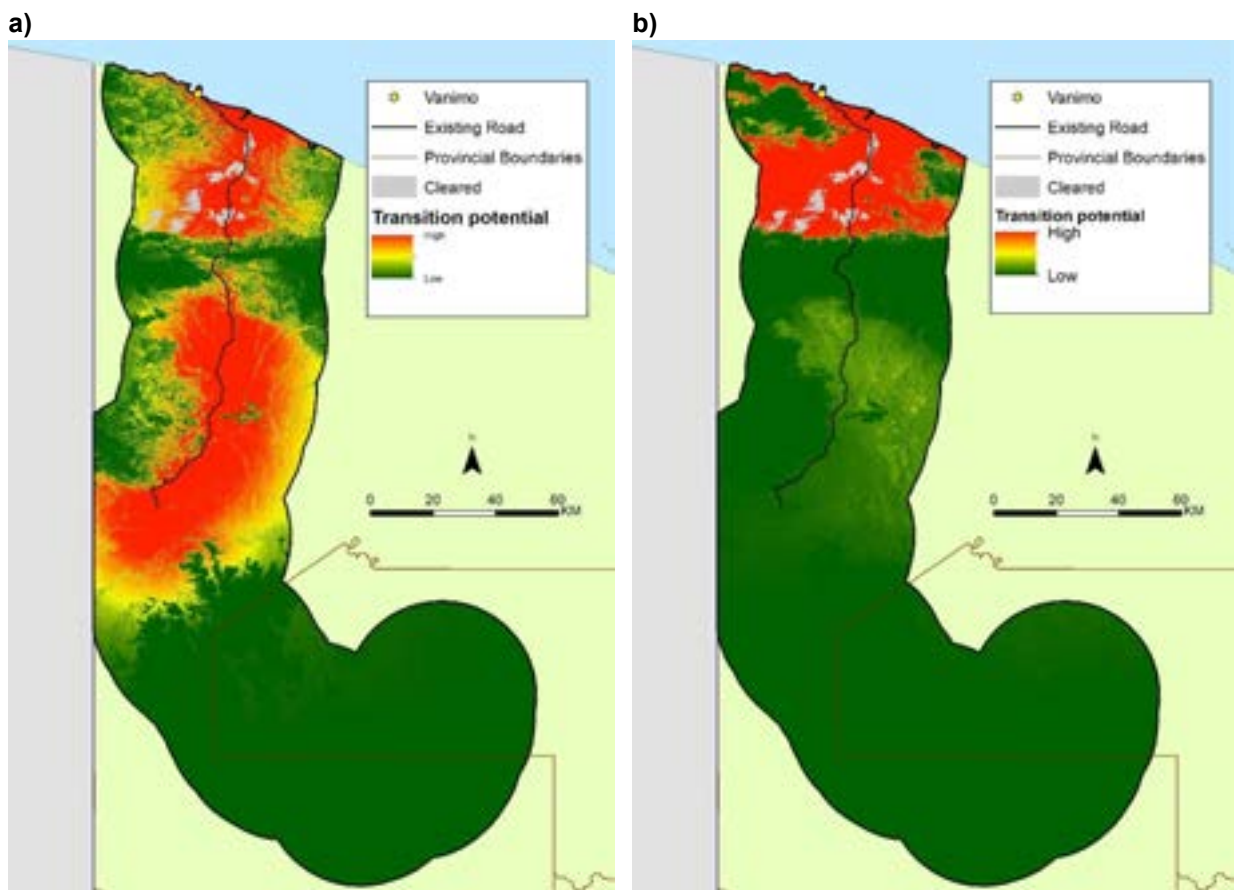 a)
Vanimo
Existing Road
Provincial Boundaries
Cleared
Transition potential
High
Low
N
0 20 40 60
KM
b)
Vanimo
Existing Road
Provincial Boundaries
Cleared
Transition potential
High
Low
N
0 20 40 60
KM